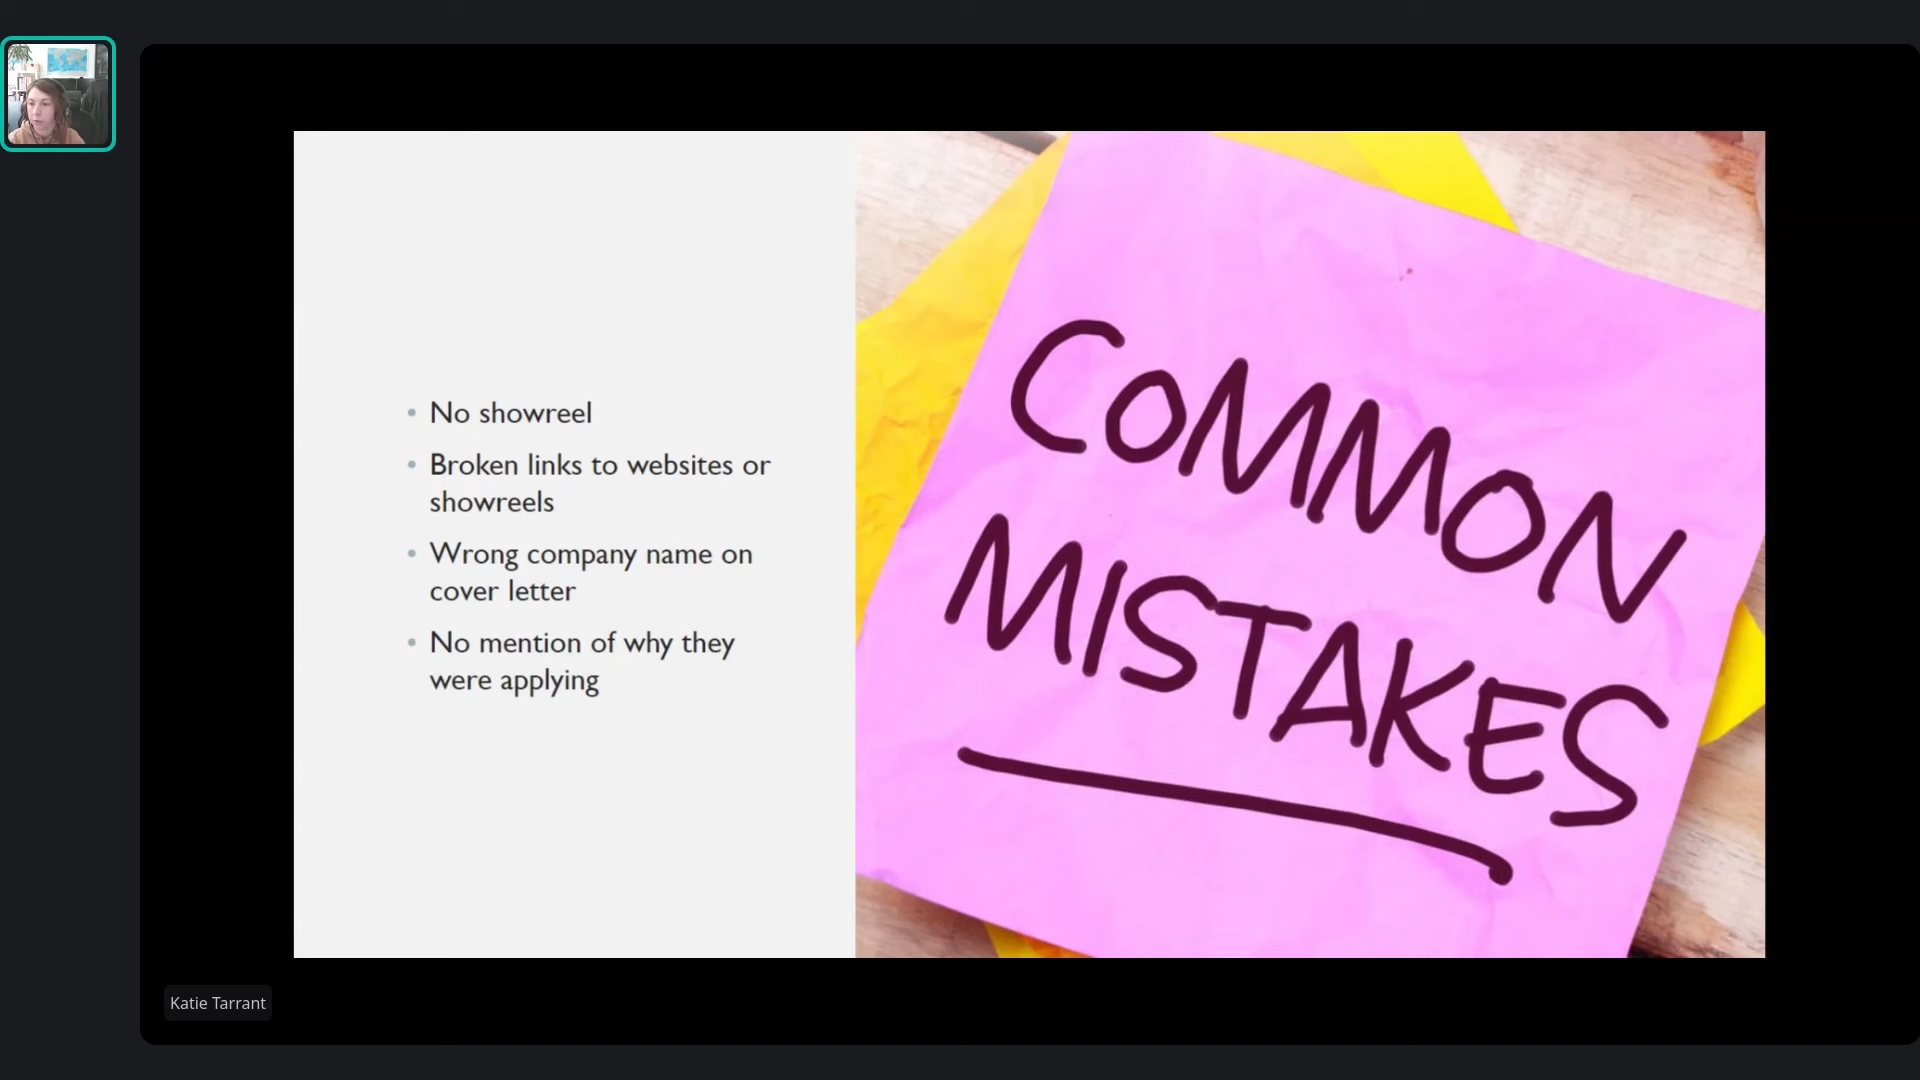 No showreel
Broken links to websites or
showreels
Wrong company name on
cover letter
No mention of why they
were applying
COMMON
MISTAKES
Katie Tarrant